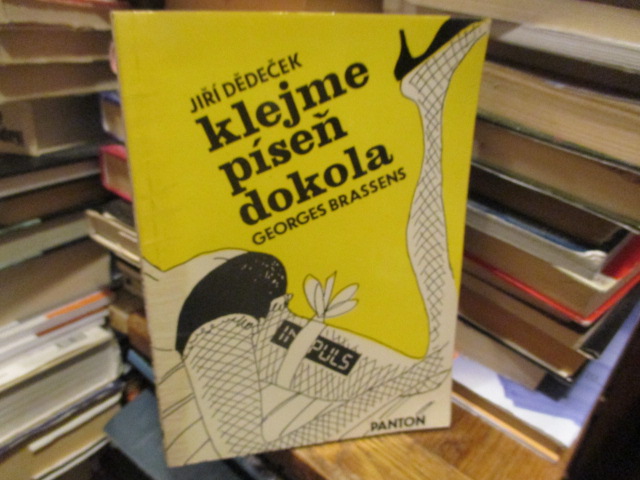 JIŘÍ DĚDEČEK
klejme
píseň
dokola
GEORGES BRASSENS
IMPULS
PANTON